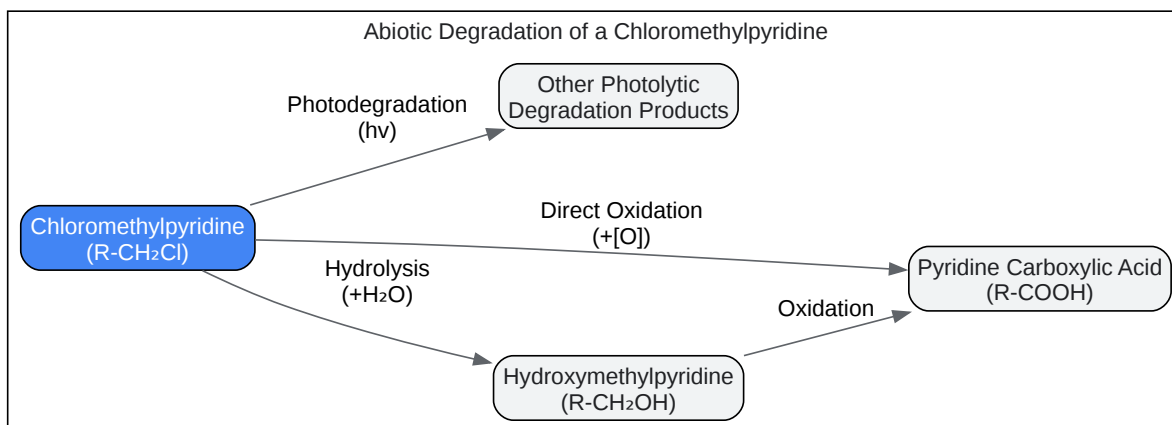 Abiotic Degradation of a Chloromethylpyridine
Other Photolytic
Degradation Products
Photodegradation
(hv)
Chloromethylpyridine
(R-CH₂Cl)
Direct Oxidation
(+[O])
Hydrolysis
(+H₂O)
Pyridine Carboxylic Acid
(R-COOH)
Oxidation
Hydroxymethylpyridine
(R-CH₂OH)